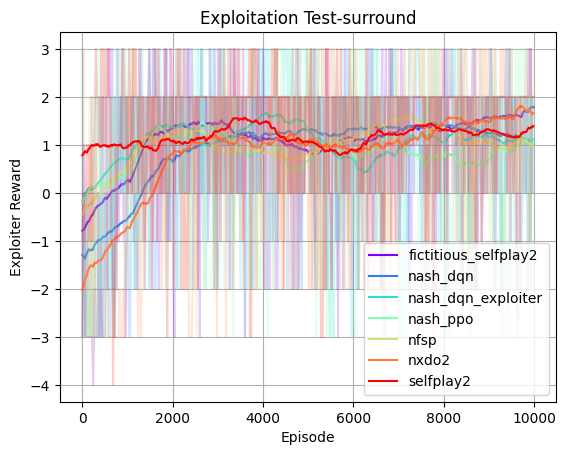 Exploitation Test-surround
Exploiter Reward
3
2
1
0
−1
−2
−3
−4
fictitious_selfplay2
nash_dqn
nash_dqn_exploiter
nash_ppo
nfsp
nxdo2
selfplay2
0 2000 4000 6000 8000 10000
Episode